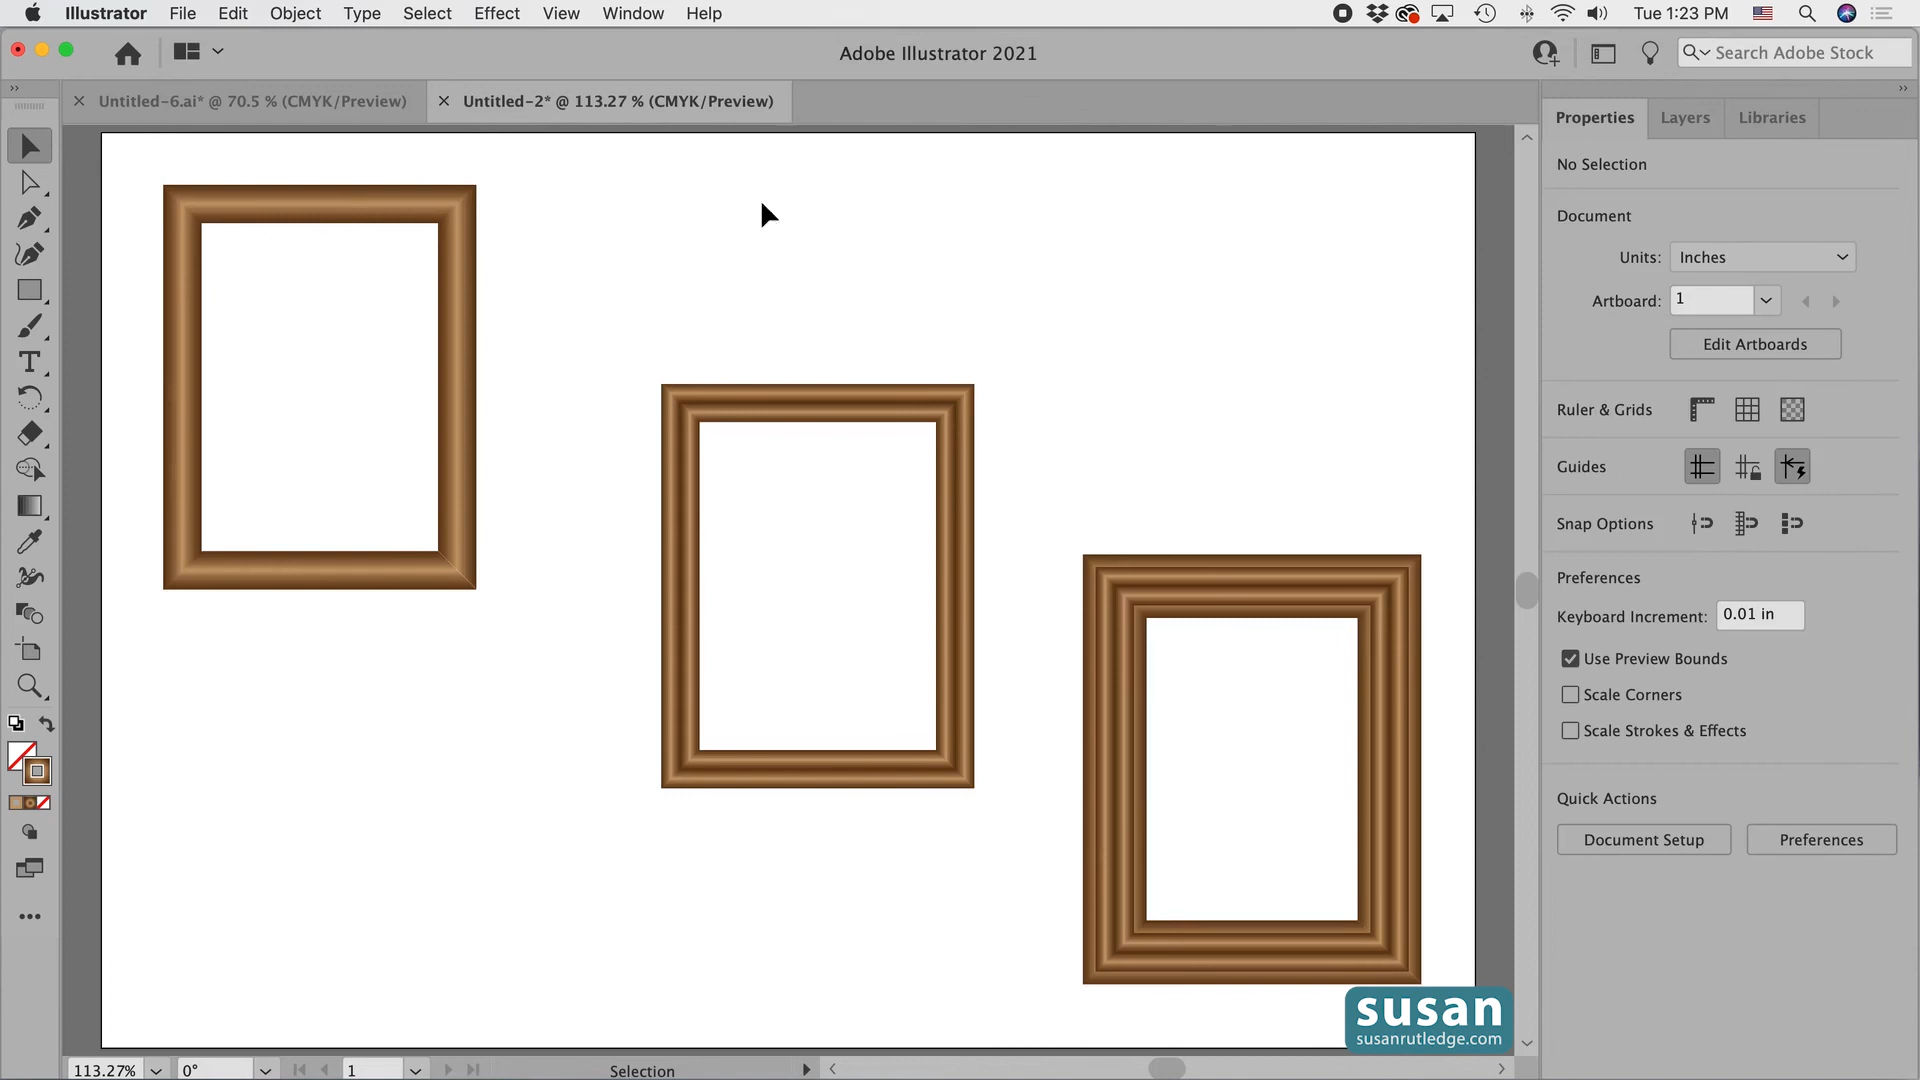 Illustrator File Edit Object Type Select Effect View Window Help
Tue 1:23 PM
Adobe Illustrator 2021
Search Adobe Stock
Untitled-6.ai* @ 70.5 % (CMYK/Preview)
Untitled-2* @ 113.27 % (CMYK/Preview)
Properties Layers Libraries
No Selection
Document
Units: Inches
Artboard: 1
Edit Artboards
Ruler & Grids
Guides
Snap Options
Preferences
Keyboard Increment: 0.01 in
Use Preview Bounds
Scale Corners
Scale Strokes & Effects
Quick Actions
Document Setup Preferences
susan
susanrutledge.com
113.27% 0° 1 Selection